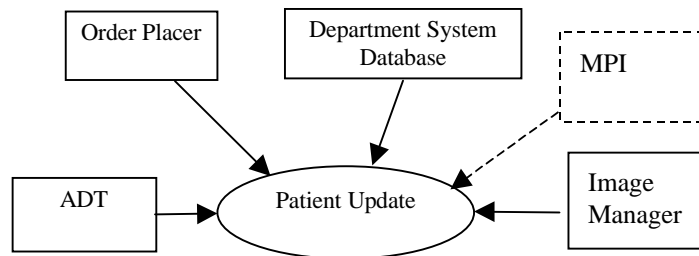 Order Placer
Department System
Database
MPI
ADT
Patient Update
Image
Manager